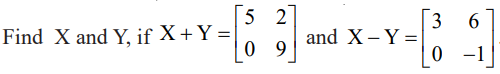 Find X and Y, if X + Y = [5 2; 0 9] and X − Y = [3 6; 0 −1]